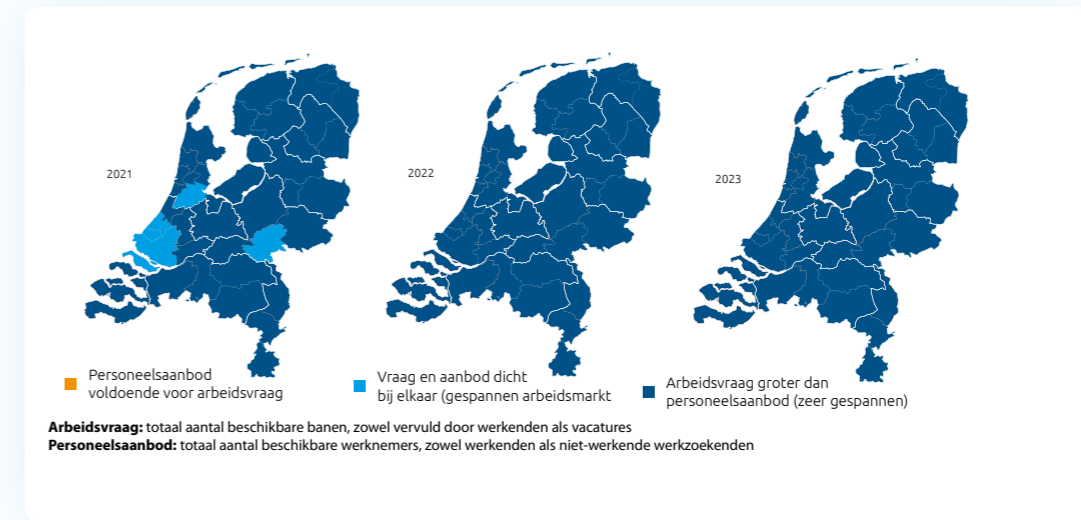 2021
2022
2023
Personeelsaanbod
voldoende voor arbeidsvraag
Vraag en aanbod dicht
bij elkaar (gespannen arbeidsmarkt
Arbeidsvraag groter dan
personeelsaanbod (zeer gespannen)
Arbeidsvraag: totaal aantal beschikbare banen, zowel vervuld door werkenden als vacatures
Personeelsaanbod: totaal aantal beschikbare werknemers, zowel werkenden als niet-werkende werkzoekenden